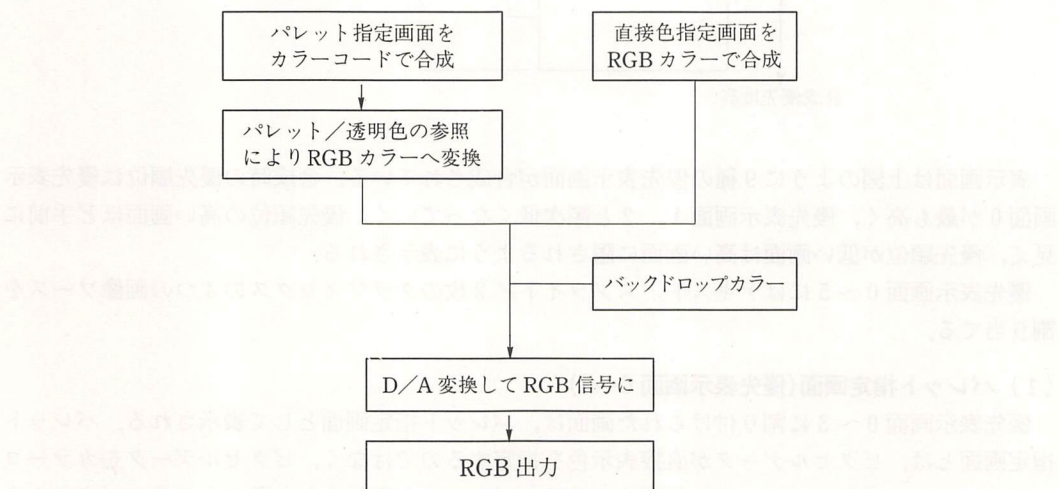 パレット指定画面を
カラーコードで合成
直接色指定画面を
RGBカラーで合成
パレット/透明色の参照
によりRGBカラーへ変換
バックドロップカラー
D/A変換してRGB信号に
RGB出力